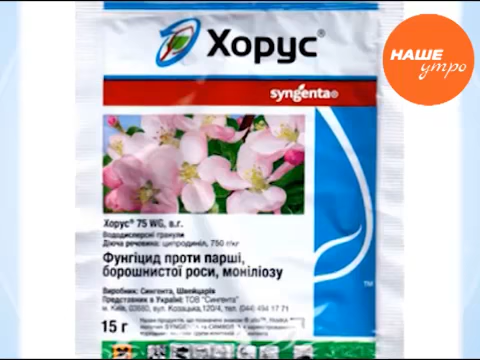 Хорус®
НАШЕ
утро
syngenta
Хорус® 75 WG, в.г.
Вододисперсні гранули
Діюча речовина: ципродиніл, 750 г/кг
Фунгіцид проти парші,
борошнистої роси, моніліозу
Виробник: Сингента, Швейцарія
Представник в Україні: ТОВ "Сингента"
м. Київ, 03680, вул. Козацька,120/4, тел. (044) 494 17 71
15 г
TM